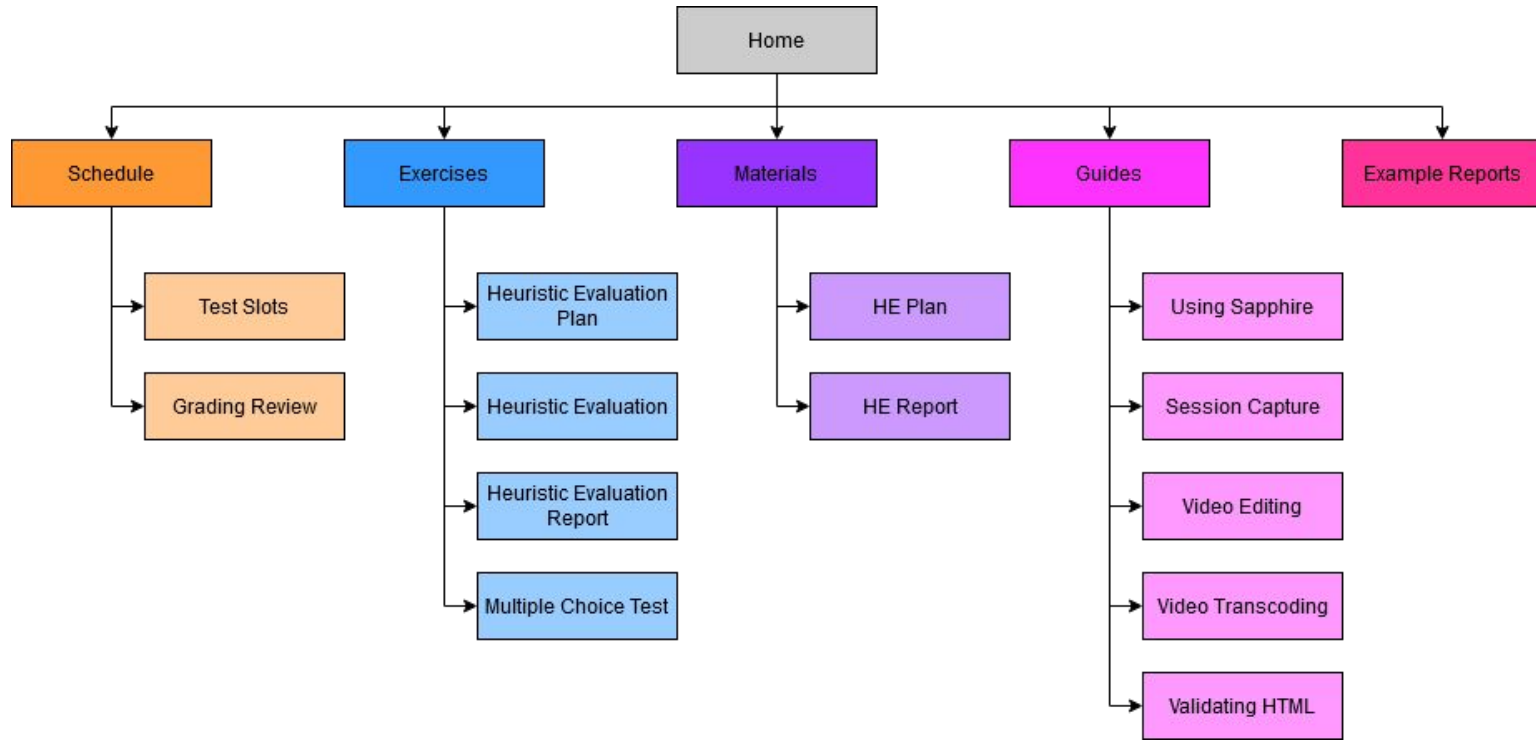 Home
Schedule
Exercises
Materials
Guides
Example Reports
Test Slots
Grading Review
Heuristic Evaluation
Plan
Heuristic Evaluation
Heuristic Evaluation
Report
Multiple Choice Test
HE Plan
HE Report
Using Sapphire
Session Capture
Video Editing
Video Transcoding
Validating HTML